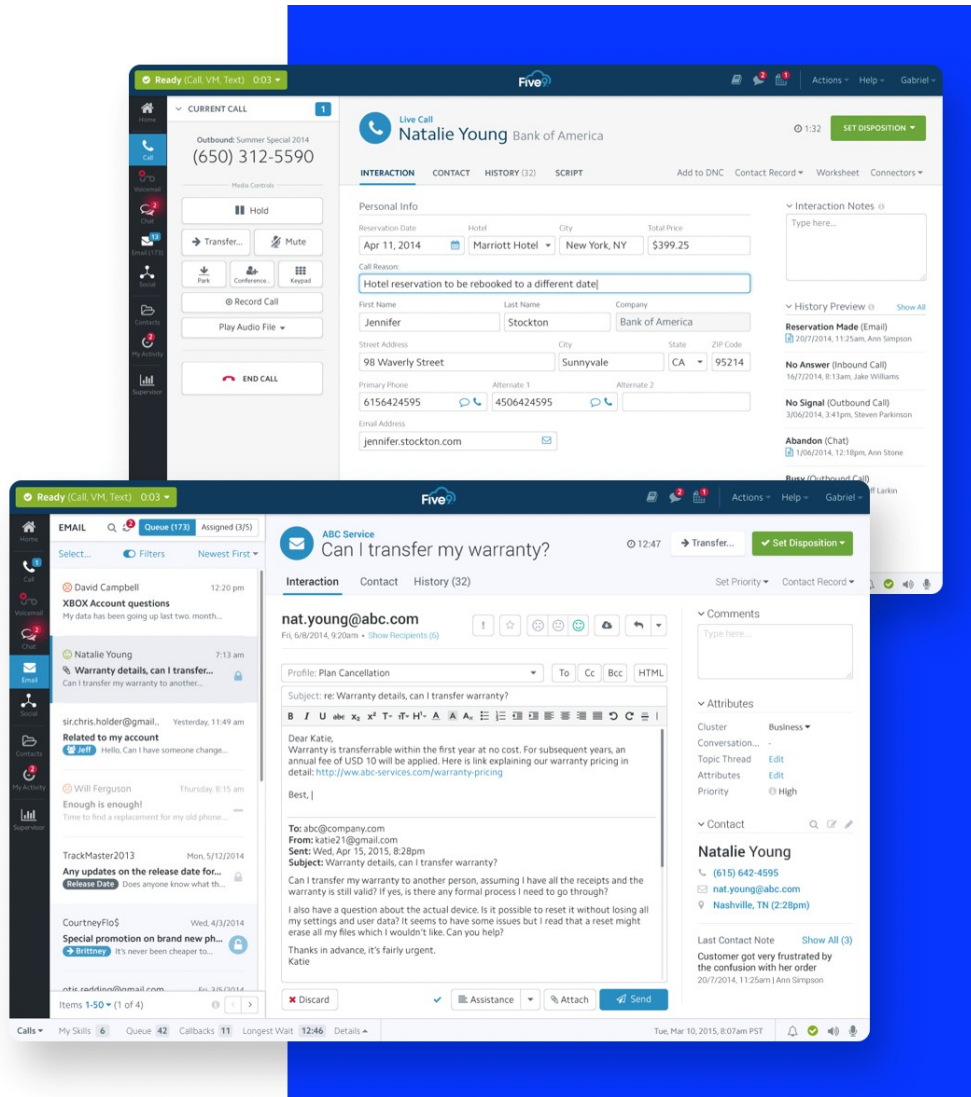 Ready (Call, VM, Text) 0:03
Five9
2
1
Actions
Help
Gabriel
Home
Call
Voicemail
2
Chat
13
Email (173)
Social
Contacts
2
My Activity
Supervisor
CURRENT CALL
1
Outbound: Summer Special 2014
(650) 312-5590
Media Controls
Hold
Transfer...
Mute
Park
Conference...
Keypad
Record Call
Play Audio File
END CALL
Live Call
Natalie Young Bank of America
1:32
SET DISPOSITION
INTERACTION CONTACT HISTORY (32) SCRIPT
Add to DNC Contact Record Worksheet Connectors
Personal Info
Reservation Date Hotel City Total Price
Apr 11, 2014 Marriott Hotel New York, NY $399.25
Call Reason:
Hotel reservation to be rebooked to a different date
First Name Last Name Company
Jennifer Stockton Bank of America
Street Address City State ZIP Code
98 Waverly Street Sunnyvale CA 95214
Primary Phone Alternate 1 Alternate 2
6156424595 4506424595
Email Address
jennifer.stockton.com
Interaction Notes
Type here...
History Preview Show All
Reservation Made (Email)
20/7/2014, 11:25am, Ann Simpson
No Answer (Inbound Call)
16/7/2014, 8:13am, Jake Williams
No Signal (Outbound Call)
3/06/2014, 3:41pm, Steven Parkinson
Abandon (Chat)
1/06/2014, 12:18pm, Ann Stone
Busy (Outbound Call)
ff Larkin
Ready (Call, VM, Text) 0:03
Five9
2
1
Actions
Help
Gabriel
Home
1
Call
Voicemail
2
Chat
Email
Social
Contacts
2
My Activity
Supervisor
EMAIL 2 Queue (173) Assigned (3/5)
Select... Filters Newest First
David Campbell 12:20 pm
XBOX Account questions
My data has been going up last two. month...
Natalie Young 7:13 am
Warranty details, can I transfer...
Can I transfer my warranty to another...
sir.chris.holder@gmail.. Yesterday, 11:49 am
Related to my account
Jeff Hello, Can I have someone change...
Will Ferguson Thursday, 8:15 am
Enough is enough!
Time to find a replacement for my old phone...
TrackMaster2013 Mon, 5/12/2014
Any updates on the release date for...
Release Date Does anyone know what th...
CourtneyFlo$ Wed, 4/3/2014
Special promotion on brand new ph...
Brittney It's never been cheaper to...
otis.redding@gmail.com Fri, 3/5/2014
Items 1-50 (1 of 4)
ABC Service
Can I transfer my warranty?
12:47
Transfer...
Set Disposition
Interaction Contact History (32)
Set Priority Contact Record
nat.young@abc.com
Fri, 6/8/2014, 9:20am • Show Recipients (6)
Profile: Plan Cancellation
To Cc Bcc HTML
Subject: re: Warranty details, can I transfer warranty?
Dear Katie,
Warranty is transferrable within the first year at no cost. For subsequent years, an
annual fee of USD 10 will be applied. Here is link explaining our warranty pricing in
detail: http://ww.abc-services.com/warranty-pricing
Best,
To: abc@company.com
From: katie21@gmail.com
Sent: Wed, Apr 15, 2015, 8:28pm
Subject: Warranty details, can I transfer warranty?
Can I transfer my warranty to another person, assuming I have all the receipts and the
warranty is still valid? If yes, is there any formal process I need to go through?
I also have a question about the actual device. Is it possible to reset it without losing all
my settings and user data? It seems to have some issues but I read that a reset might
erase all my files which I wouldn't like. Can you help?
Thanks in advance, it's fairly urgent.
Katie
Discard
Assistance
Attach
Send
Comments
Type here...
Attributes
Cluster Business
Conversation... -
Topic Thread Edit
Attributes Edit
Priority High
Contact
Natalie Young
(615) 642-4595
nat.young@abc.com
Nashville, TN (2:28pm)
Last Contact Note Show All (3)
Customer got very frustrated by
the confusion with her order
20/7/2014, 11:25am | Ann Simpson
Calls My Skills 6 Queue 42 Callbacks 11 Longest Wait 12:46 Details
Tue, Mar 10, 2015, 8:07am PST